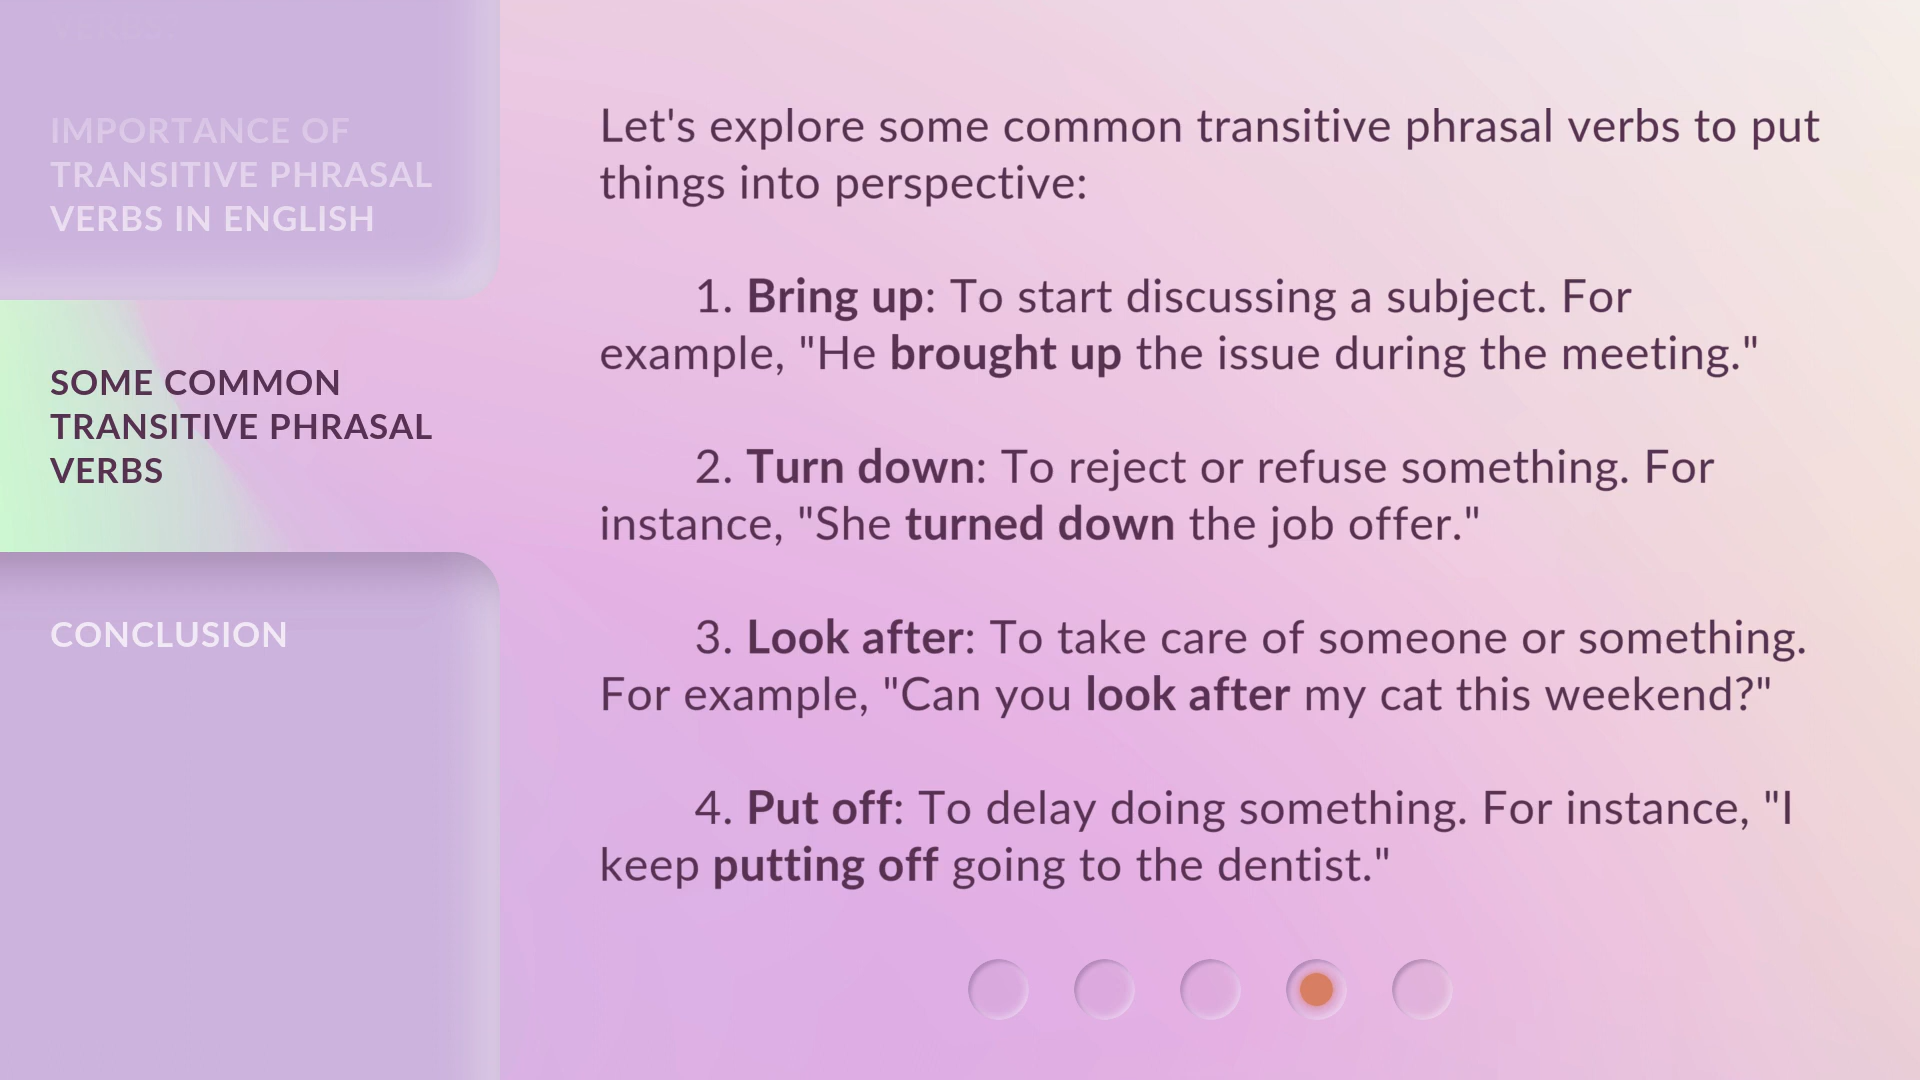 VERBS.
IMPORTANCE OF
TRANSITIVE PHRASAL
VERBS IN ENGLISH
SOME COMMON
TRANSITIVE PHRASAL
VERBS
CONCLUSION
Let's explore some common transitive phrasal verbs to put
things into perspective:
1. Bring up: To start discussing a subject. For
example, "He brought up the issue during the meeting."
2. Turn down: To reject or refuse something. For
instance, "She turned down the job offer."
3. Look after: To take care of someone or something.
For example, "Can you look after my cat this weekend?"
4. Put off: To delay doing something. For instance, "I
keep putting off going to the dentist."